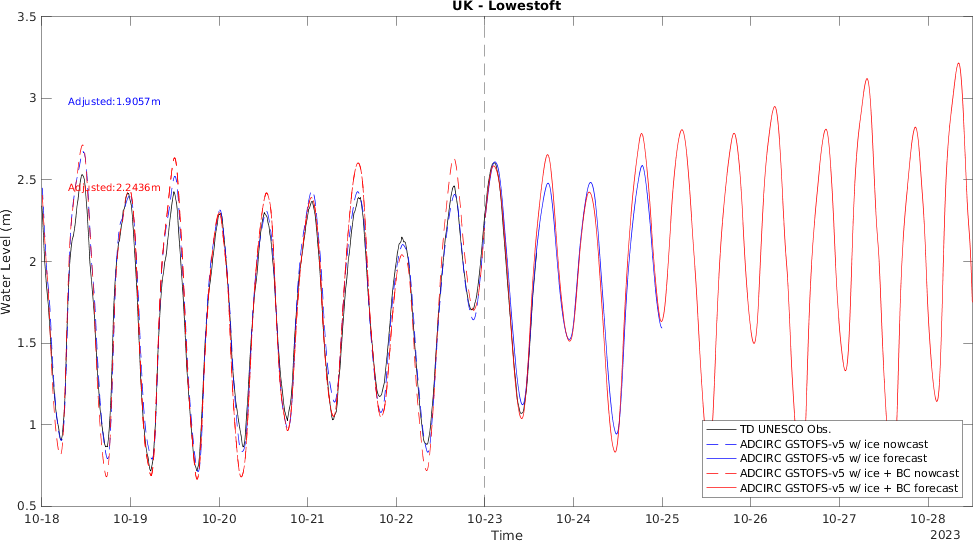 UK - Lowestoft
3.5
3
2.5
2
1.5
1
0.5
Water Level (m)
Adjusted:1.9057m
Adjusted:2.2436m
TD UNESCO Obs.
ADCIRC GSTOFS-v5 w/ ice nowcast
ADCIRC GSTOFS-v5 w/ ice forecast
ADCIRC GSTOFS-v5 w/ ice + BC nowcast
ADCIRC GSTOFS-v5 w/ ice + BC forecast
10-18 10-19 10-20 10-21 10-22 10-23 10-24 10-25 10-26 10-27 10-28
2023
Time